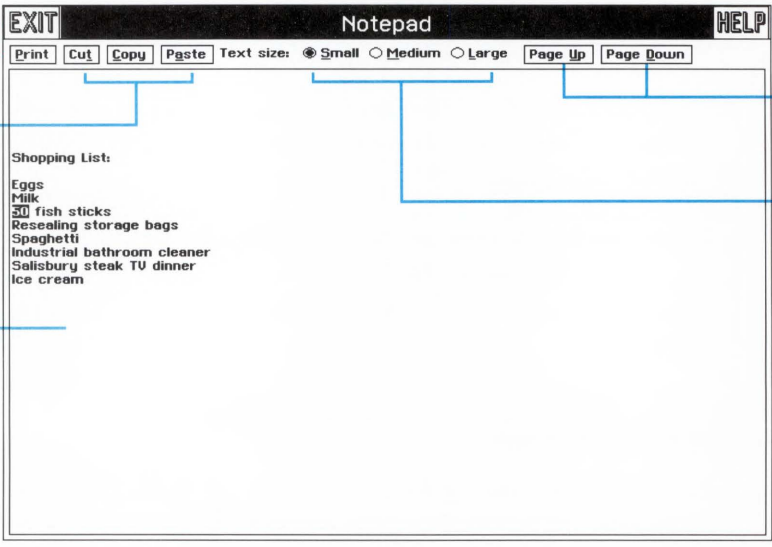 EXIT Notepad HELP
Print Cut Copy Paste Text size: Small Medium Large Page Up Page Down
Shopping List:
Eggs
Milk
50 fish sticks
Resealing storage bags
Spaghetti
Industrial bathroom cleaner
Salisbury steak TV dinner
Ice cream